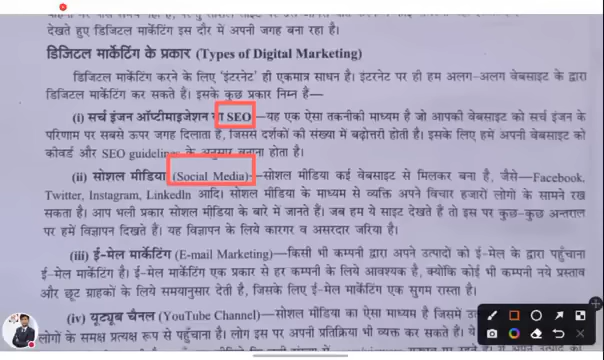 देखते हुए डिजिटल मार्केटिंग इस दौर में अपनी जगह बना रहा है।
डिजिटल मार्केटिंग के प्रकार (Types of Digital Marketing)
डिजिटल मार्केटिंग करने के लिए 'इंटरनेट' ही एकमात्र साधन है। इंटरनेट पर ही हम अलग-अलग वेबसाइट के द्वारा
डिजिटल मार्केटिंग कर सकते हैं। इसके कुछ प्रकार निम्न है—
(i) सर्च इंजन ऑप्टीमाइजेशन या SEO—यह एक ऐसा तकनीकी माध्यम है जो आपकी वेबसाइट को सर्च इंजन के
परिणाम पर सबसे ऊपर जगह दिलाता है, जिससे दर्शकों की संख्या में बढ़ोत्तरी होती है। इसके लिए हमें अपनी वेबसाइट को
कीवर्ड और SEO guidelines के अनुसार बनाना होता है।
(ii) सोशल मीडिया (Social Media)—सोशल मीडिया कई वेबसाइट से मिलकर बना है, जैसे—Facebook,
Twitter, Instagram, LinkedIn आदि। सोशल मीडिया के माध्यम से व्यक्ति अपने विचार हजारों लोगो के सामने रख
सकता है। आप भली प्रकार सोशल मीडिया के बारे में जानते हैं। जब हम ये साइट देखते हैं तो इस पर कुछ-कुछ अन्तराल
पर हमें विज्ञापन दिखते हैं। यह विज्ञापन के लिये कारगर व असरदार जरिया है।
(iii) ई-मेल मार्केटिंग (E-mail Marketing)—किसी भी कम्पनी द्वारा अपने उत्पादों को ई-मेल के द्वारा पहुँचाना
ई-मेल मार्केटिंग है। ई-मेल मार्केटिंग एक प्रकार से हर कम्पनी के लिये आवश्यक है, क्योंकि कोई भी कम्पनी नये प्रस्ताव
और छूट ग्राहकों के लिये समयानुसार देती है, जिसके लिए ई-मेल मार्केटिंग एक सुगम रास्ता है।
(iv) यूट्यूब चैनल (YouTube Channel)—सोशल मीडिया का ऐसा माध्यम है जिसमे
लोगों के समक्ष प्रत्यक्ष रूप से पहुँचाना है। लोग इस पर अपनी प्रतिक्रिया भी व्यक्त कर सकते है। ये